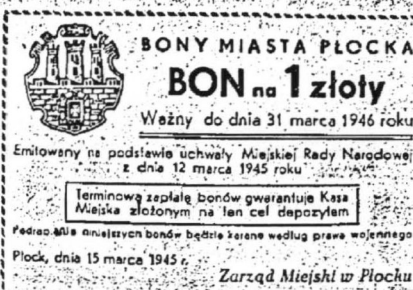 BONY MIASTA PŁOCKA
BON na 1 złoty
Ważny do dnia 31 marca 1946 roku
Emitowany na podstawie uchwały Miejskiej Rady Narodowej
z dnia 12 marca 1945 roku
Terminową zapłatę bonów gwarantuje Kasa
Miejska złożonym na ten cel depozytem
Podrabianie niniejszych bonów będzie karane według prawa wojennego
Płock, dnia 15 marca 1945 r.
Zarząd Miejski w Płocku